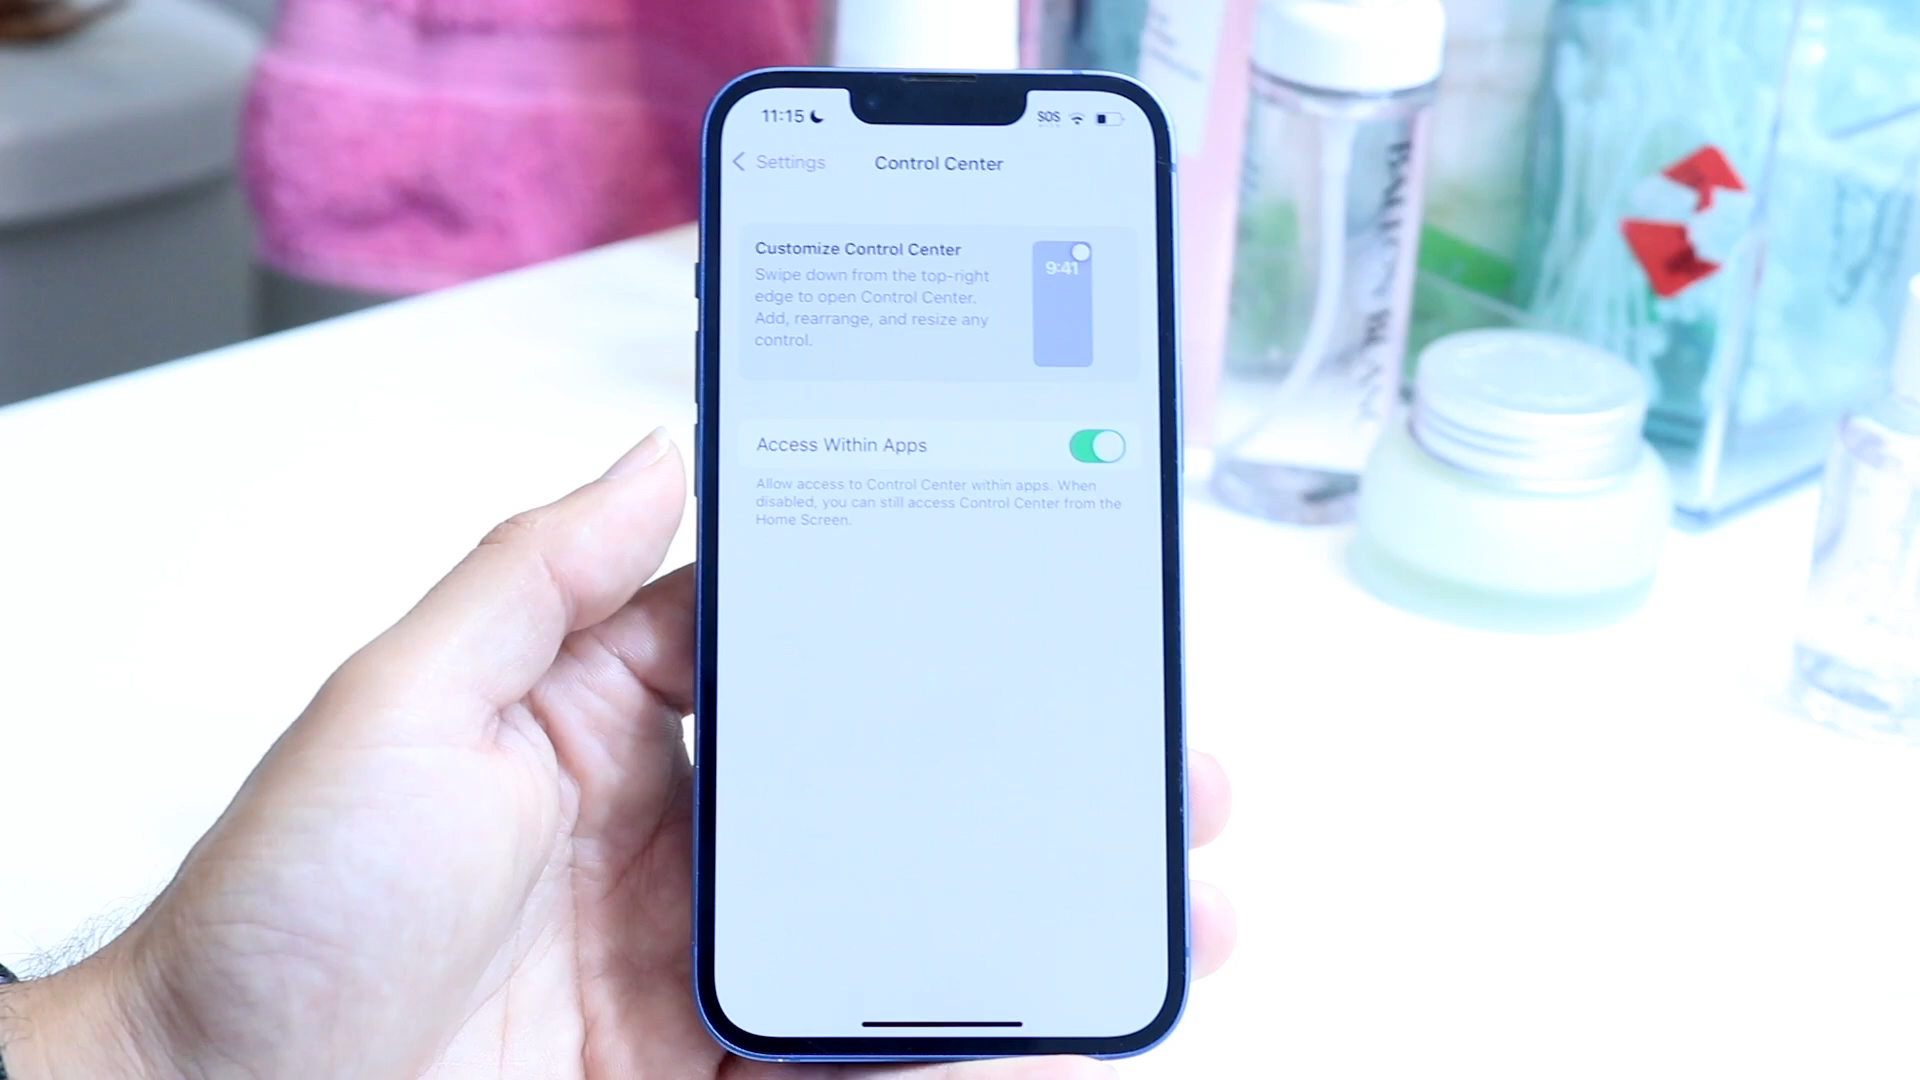 11:15
SOS
Settings
Control Center
Customize Control Center
Swipe down from the top-right
edge to open Control Center.
Add, rearrange, and resize any
control.
9:41
Access Within Apps
Allow access to Control Center within apps. When
disabled, you can still access Control Center from the
Home Screen.